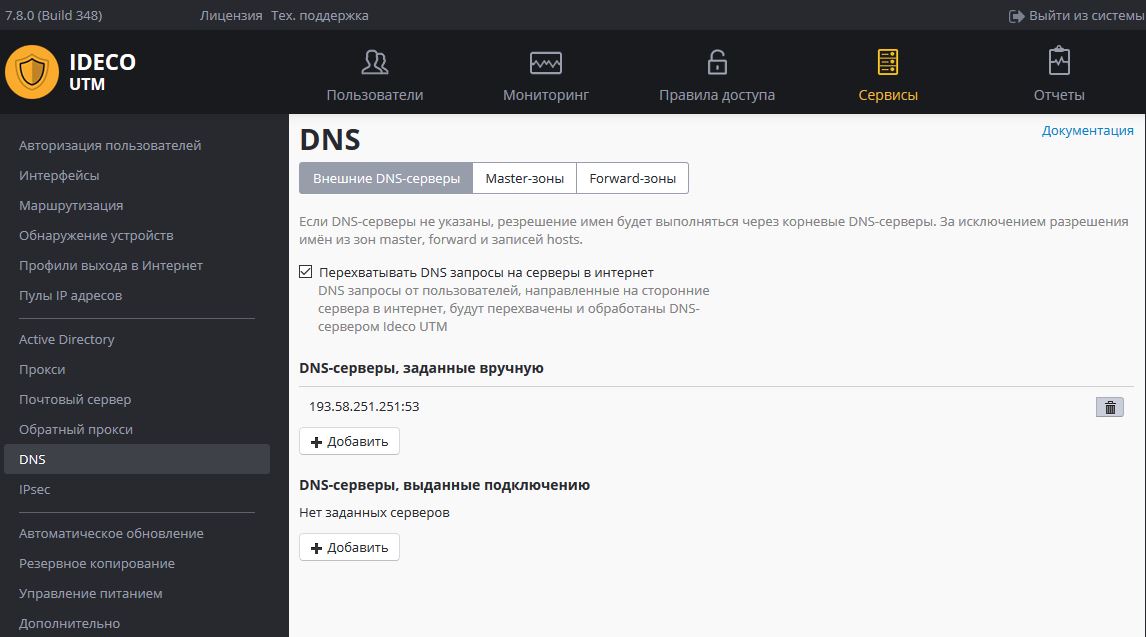 7.8.0 (Build 348)
Лицензия Тех. поддержка
Выйти из системы
IDECO
UTM
Пользователи
Мониторинг
Правила доступа
Сервисы
Отчеты
Авторизация пользователей
Интерфейсы
Маршрутизация
Обнаружение устройств
Профили выхода в Интернет
Пулы IP адресов
Active Directory
Прокси
Почтовый сервер
Обратный прокси
DNS
IPsec
Автоматическое обновление
Резервное копирование
Управление питанием
Дополнительно
DNS
Документация
Внешние DNS-серверы
Master-зоны
Forward-зоны
Если DNS-серверы не указаны, резрешение имен будет выполняться через корневые DNS-серверы. За исключением разрешения
имён из зон master, forward и записей hosts.
Перехватывать DNS запросы на серверы в интернет
DNS запросы от пользователей, направленные на сторонние
сервера в интернет, будут перехвачены и обработаны DNS-
сервером Ideco UTM
DNS-серверы, заданные вручную
193.58.251.251:53
Добавить
DNS-серверы, выданные подключению
Нет заданных серверов
Добавить